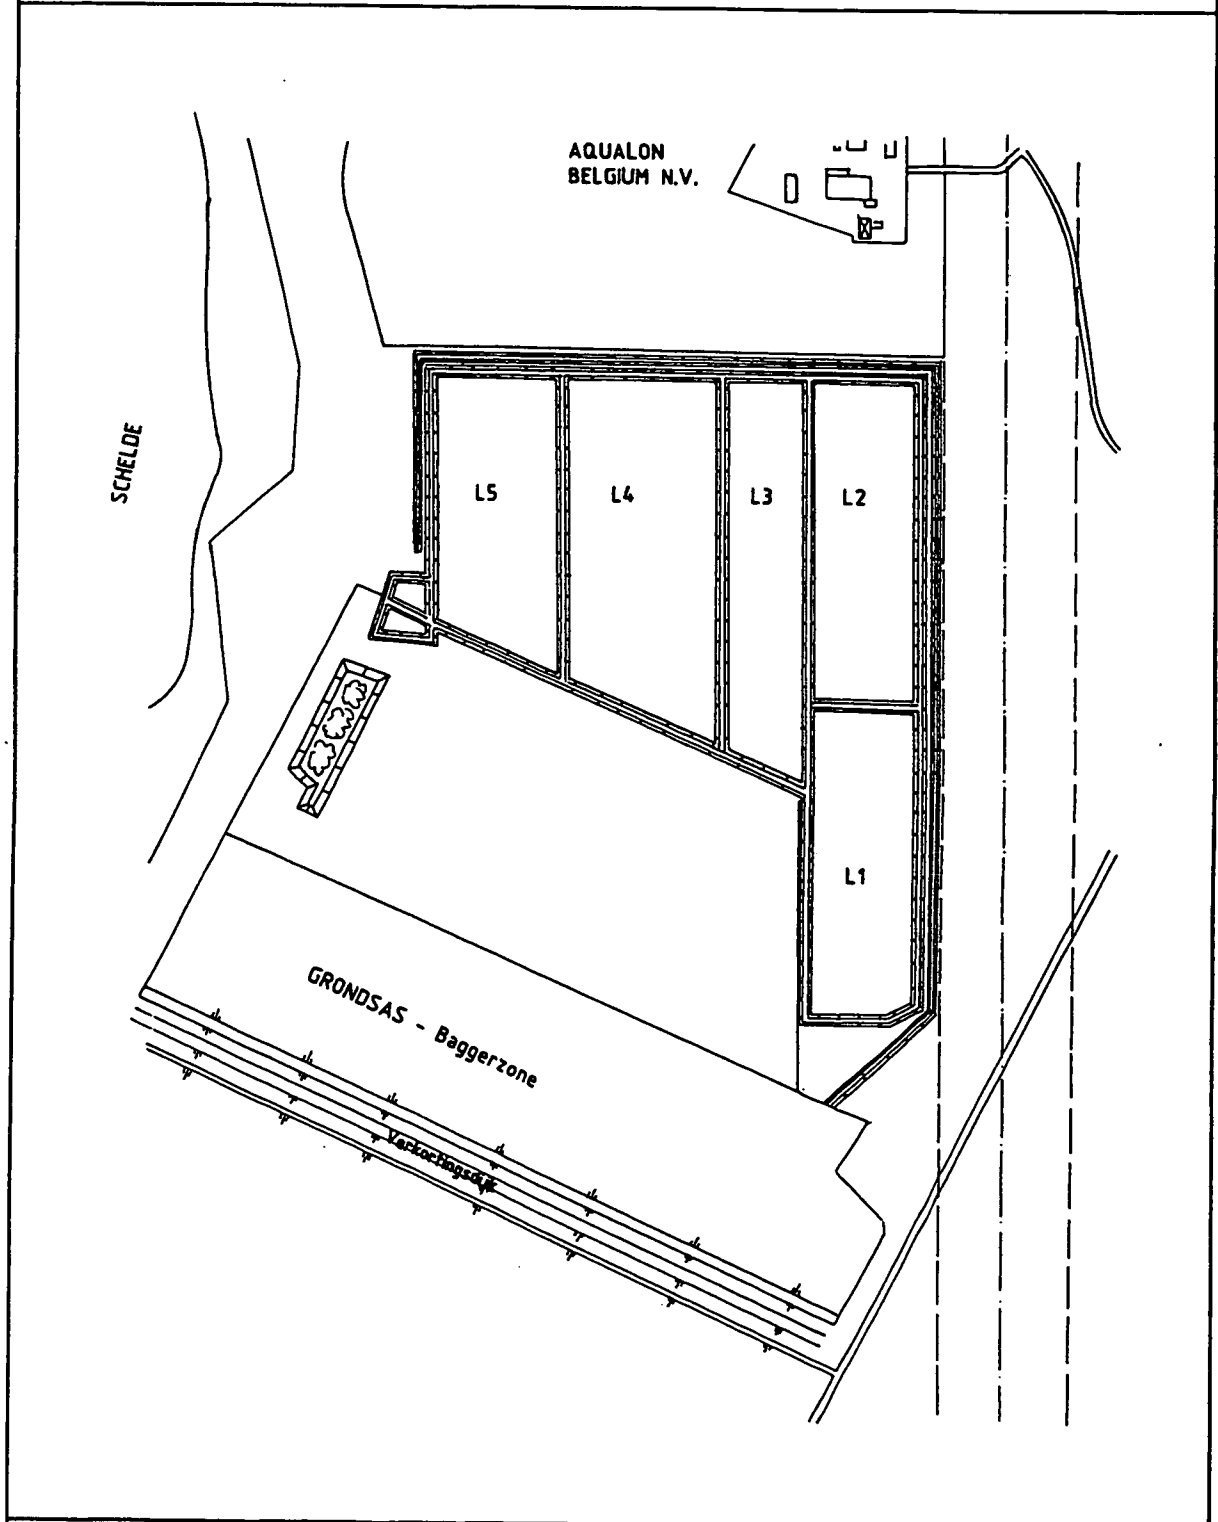 AQUALON
BELGIUM N.V.
SCHELDE
L5
L4
L3
L2
L1
GRONDSAS - Baggerzone
Verkortingsdijk